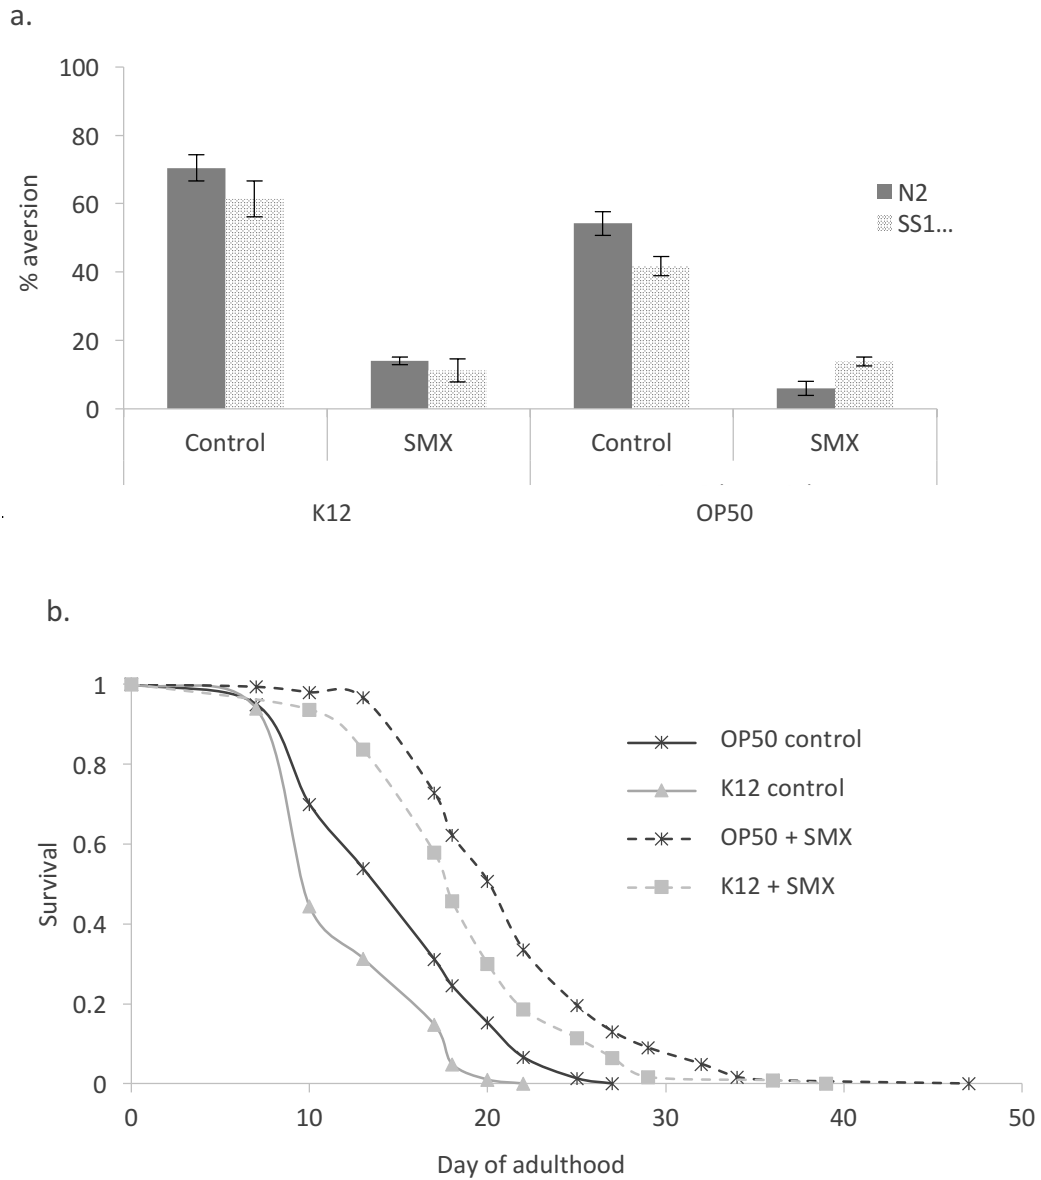 a.
100
80
60
40
20
0
% aversion
N2
SS1...
Control SMX Control SMX
K12 OP50
b.
1
0.8
0.6
0.4
0.2
0
Survival
OP50 control
K12 control
OP50 + SMX
K12 + SMX
0 10 20 30 40 50
Day of adulthood